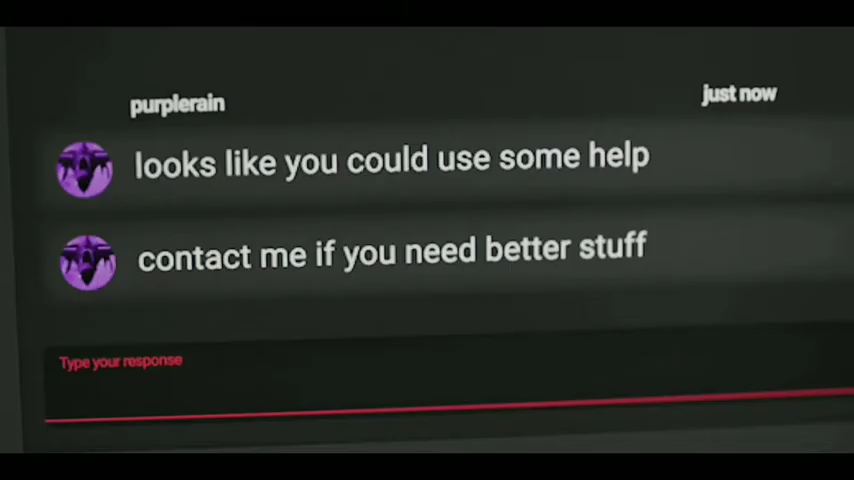 purplerain just now
looks like you could use some help
contact me if you need better stuff
Type your response